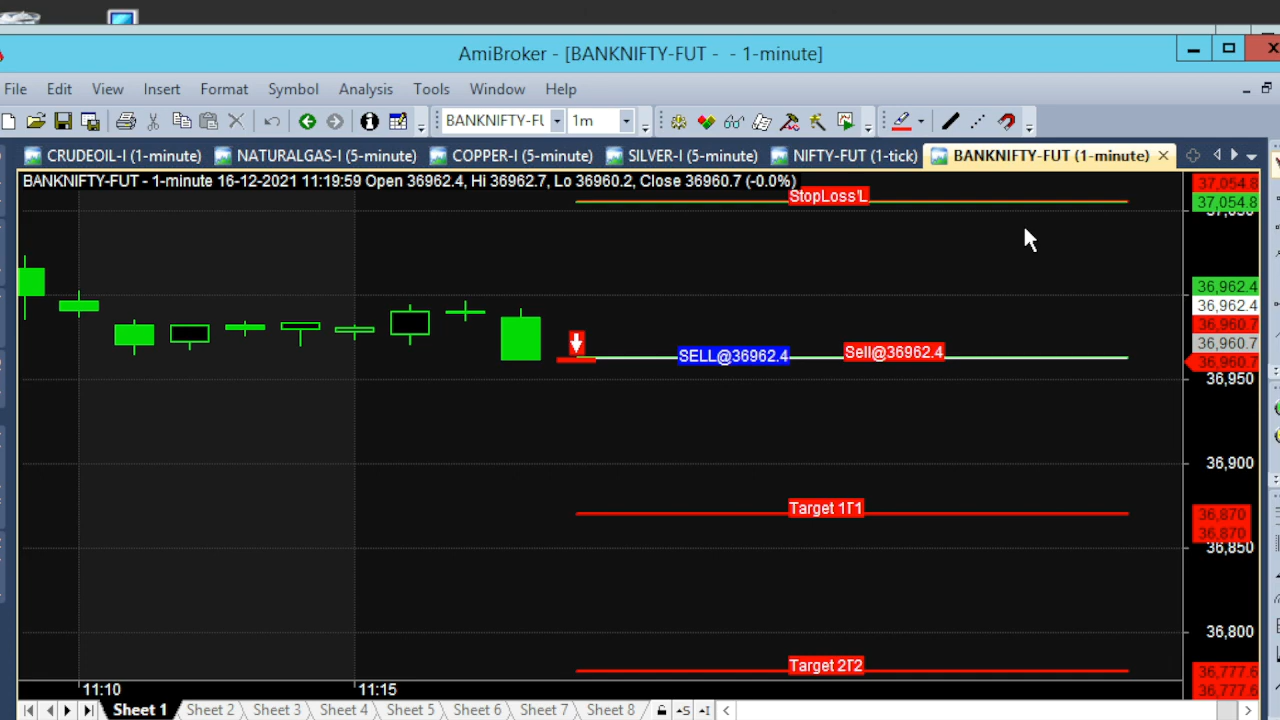 AmiBroker - [BANKNIFTY-FUT - - 1-minute]
File Edit View Insert Format Symbol Analysis Tools Window Help
BANKNIFTY-FU 1m
CRUDEOIL-I (1-minute) NATURALGAS-I (5-minute) COPPER-I (5-minute) SILVER-I (5-minute) NIFTY-FUT (1-tick) BANKNIFTY-FUT (1-minute)
BANKNIFTY-FUT - 1-minute 16-12-2021 11:19:59 Open 36962.4, Hi 36962.7, Lo 36960.2, Close 36960.7 (-0.0%)
37,054.8
StopLoss'L
37,054.8
37,050
36,962.4
36,962.4
36,960.7
36,960.7
SELL@36962.4 Sell@36962.4
36,960.7
36,950
36,900
Target 1T1
36,870
36,870
36,850
36,800
Target 2T2
36,777.6
36,777.6
11:10 11:15
Sheet 1 Sheet 2 Sheet 3 Sheet 4 Sheet 5 Sheet 6 Sheet 7 Sheet 8